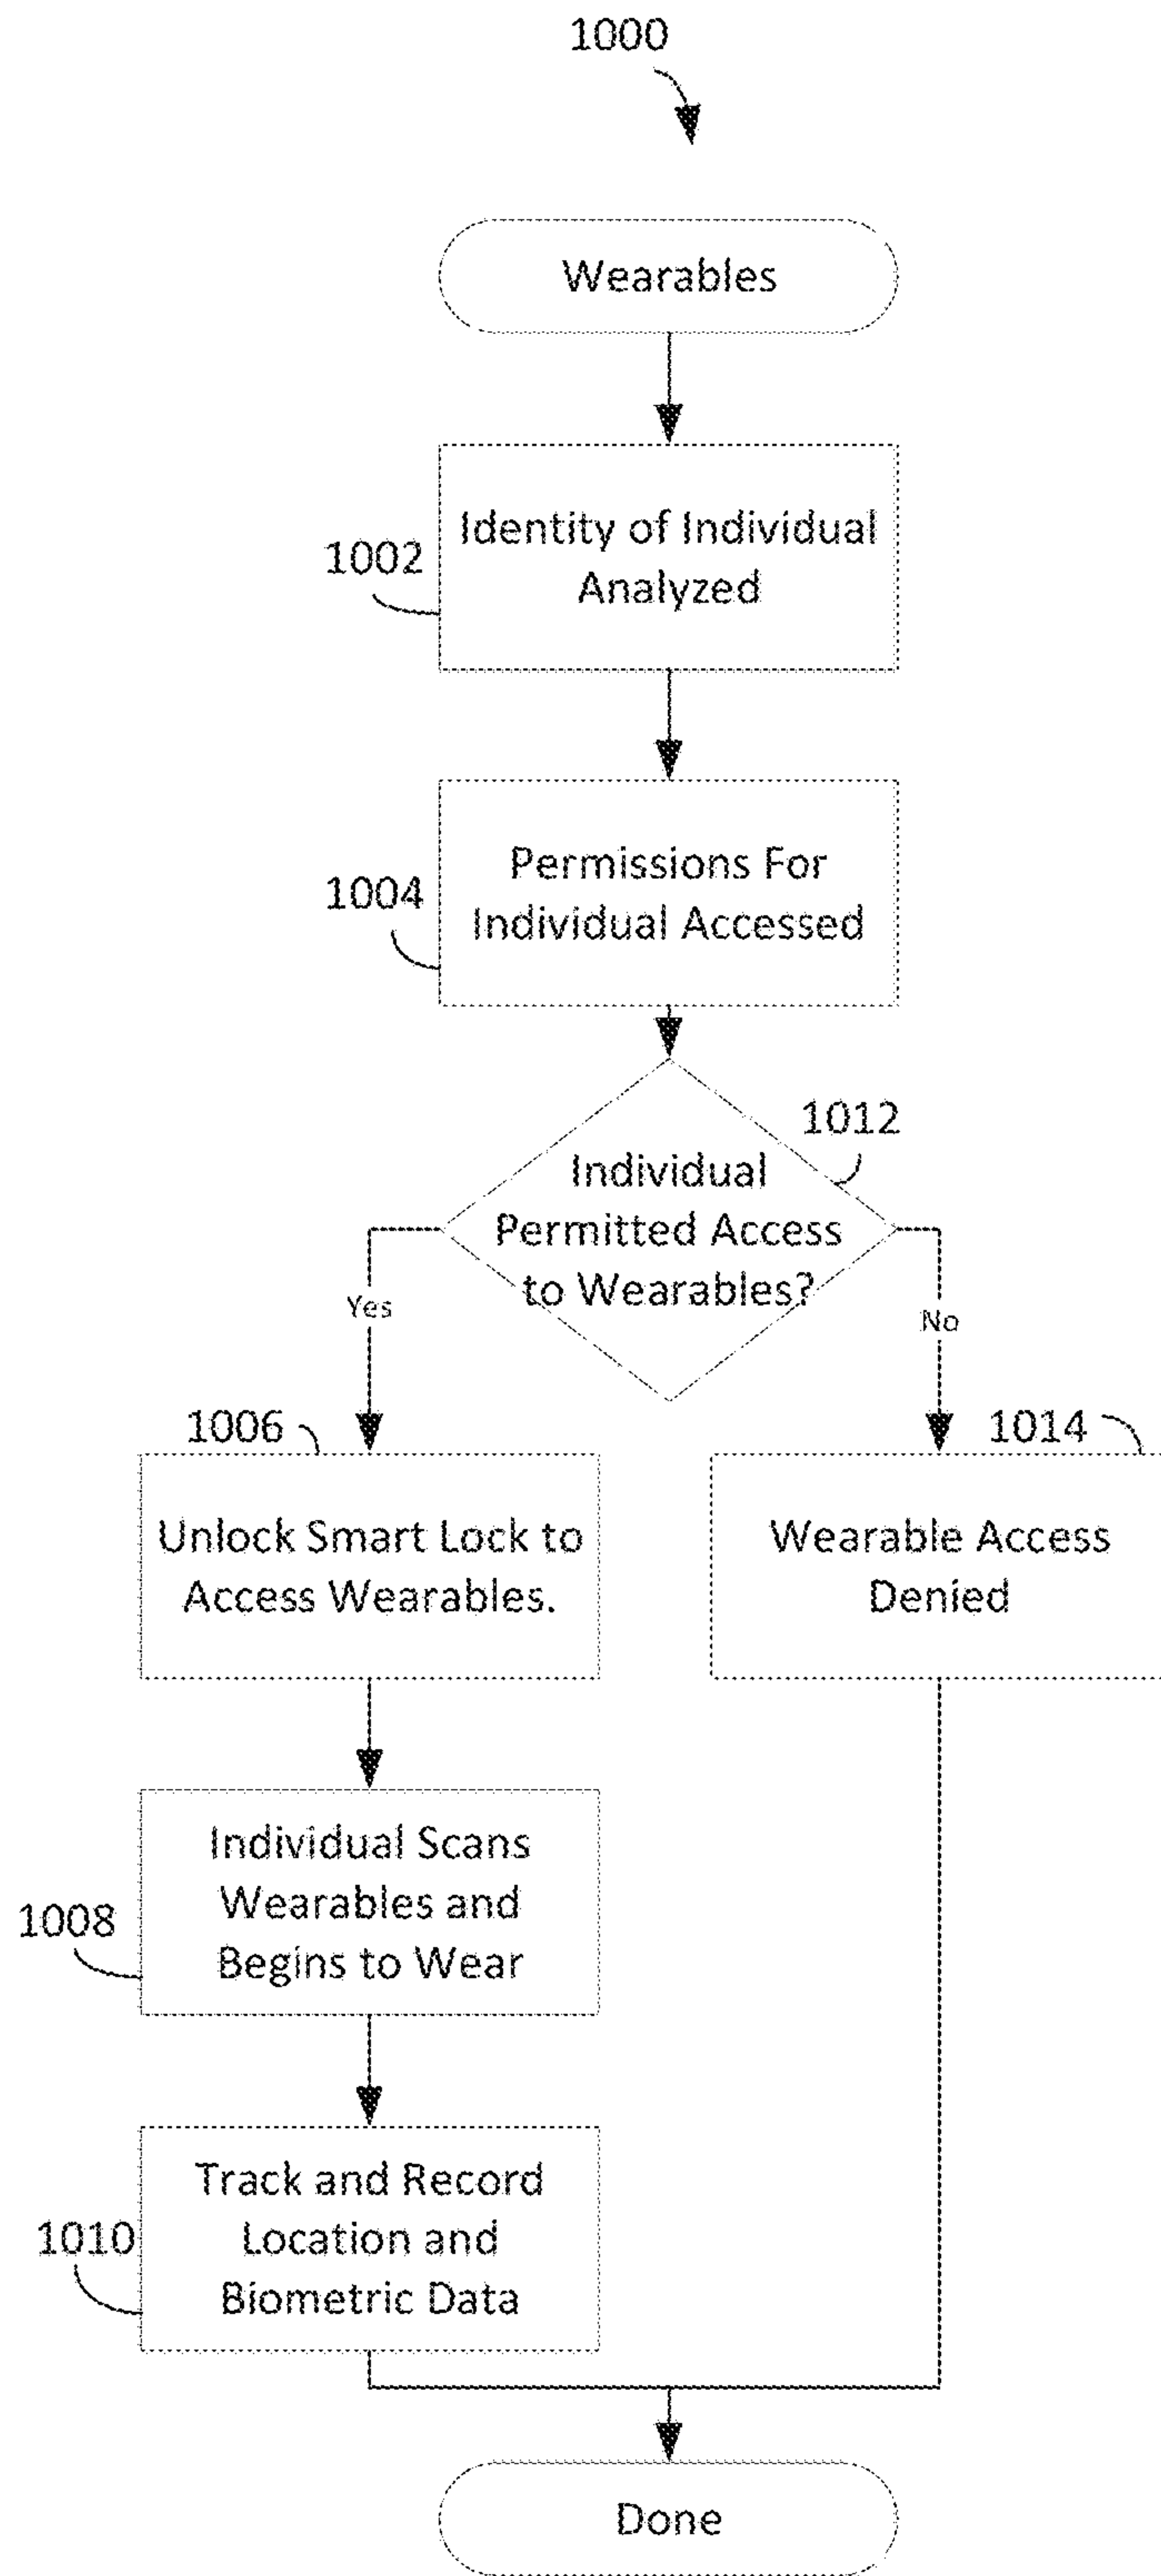 1000
Wearables
Identity of Individual
Analyzed
1002
Permissions For
Individual Accessed
1004
1012
Individual
Permitted Access
to Wearables?
Yes
No
1006
1014
Unlock Smart Lock to
Access Wearables.
Wearable Access
Denied
Individual Scans
Wearables and
Begins to Wear
1008
Track and Record
Location and
Biometric Data
1010
Done